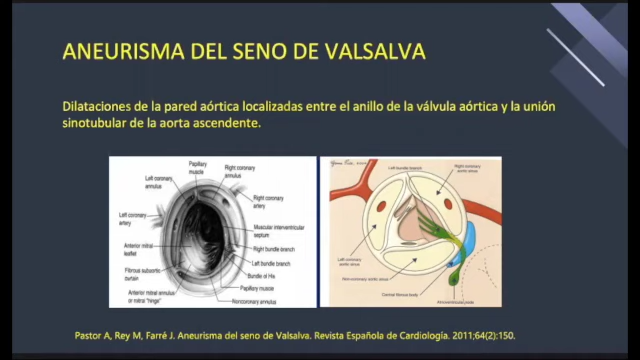 ANEURISMA DEL SENO DE VALSALVA
Dilataciones de la pared aórtica localizadas entre el anillo de la válvula aórtica y la unión
sinotubular de la aorta ascendente.
Papillary
muscle
Left coronary
annulus
Right coronary
annulus
Right coronary
artery
Left coronary
artery
Muscular interventricular
septum
Anterior mitral
leaflet
Right bundle branch
Left bundle branch
Fibrous subaortic
curtain
Bundle of His
Anterior mitral annulus
or mitral "hinge"
Papillary muscle
Noncoronary annulus
Left bundle branch
Right coronary
aortic sinus
Left coronary
aortic sinus
Non-coronary aortic sinus
Central fibrous body
Atrioventricular node
Pastor A, Rey M, Farré J. Aneurisma del seno de Valsalva. Revista Española de Cardiología. 2011;64(2):150.